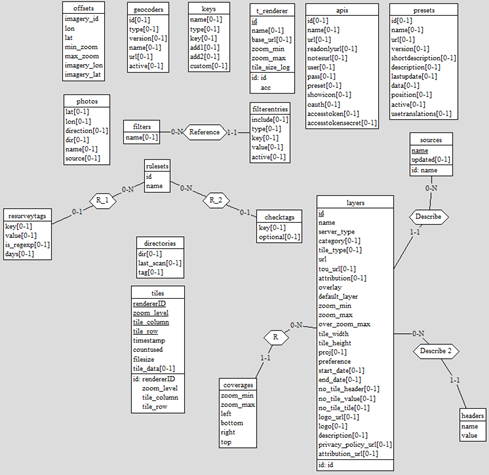 offsets
imagery_id
lon
lat
min_zoom
max_zoom
imagery_lon
imagery_lat
geocoders
id[0-1]
type[0-1]
version[0-1]
name[0-1]
url[0-1]
active[0-1]
keys
name[0-1]
type[0-1]
key[0-1]
add1[0-1]
add2[0-1]
custom[0-1]
t_renderer
id
name[0-1]
base_url[0-1]
zoom_min
zoom_max
tile_size_log
id: id
acc
apis
id[0-1]
name[0-1]
url[0-1]
readonlyurl[0-1]
notesurl[0-1]
user[0-1]
pass[0-1]
preset[0-1]
showicon[0-1]
oauth[0-1]
accesstoken[0-1]
accesstokensecret[0-1]
presets
id[0-1]
name[0-1]
url[0-1]
version[0-1]
shortdescription[0-1]
description[0-1]
lastupdate[0-1]
data[0-1]
position[0-1]
active[0-1]
usetranslations[0-1]
photos
lat[0-1]
lon[0-1]
direction[0-1]
dir[0-1]
name[0-1]
source[0-1]
filters
name[0-1]
0-N
Reference
1-1
filterentries
include[0-1]
type[0-1]
key[0-1]
value[0-1]
active[0-1]
sources
name
updated[0-1]
id: name
0-N
Describe
1-1
rulesets
id
name
0-N
R_1
0-1
0-N
R_2
0-1
resurveytags
key[0-1]
value[0-1]
is_regexp[0-1]
days[0-1]
checktags
key[0-1]
optional[0-1]
layers
id
name
server_type
category[0-1]
tile_type[0-1]
url
tou_url[0-1]
attribution[0-1]
overlay
default_layer
zoom_min
zoom_max
over_zoom_max
tile_width
tile_height
proj[0-1]
preference
start_date[0-1]
end_date[0-1]
no_tile_header[0-1]
no_tile_value[0-1]
no_tile_tile[0-1]
logo_url[0-1]
logo[0-1]
description[0-1]
privacy_policy_url[0-1]
attribution_url[0-1]
id: id
directories
dir[0-1]
last_scan[0-1]
tag[0-1]
tiles
rendererID
zoom_level
tile_column
tile_row
timestamp
countused
filesize
tile_data[0-1]
id: rendererID
zoom_level
tile_column
tile_row
0-N
R
1-1
coverages
zoom_min
zoom_max
left
bottom
right
top
0-N
Describe 2
1-1
headers
name
value